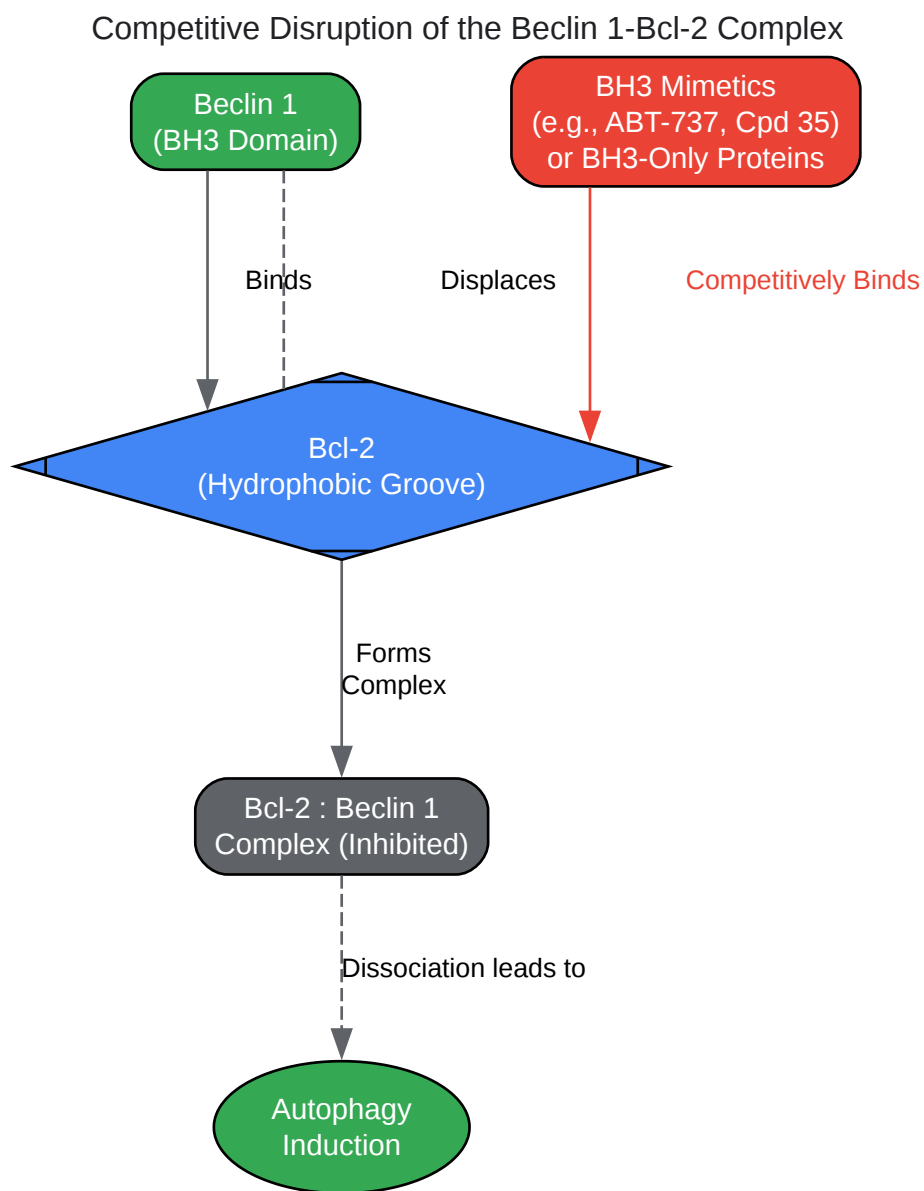 Competitive Disruption of the Beclin 1-Bcl-2 Complex
Beclin 1
(BH3 Domain)
BH3 Mimetics
(e.g., ABT-737, Cpd 35)
or BH3-Only Proteins
Binds
Displaces
Competitively Binds
Bcl-2
(Hydrophobic Groove)
Forms
Complex
Bcl-2 : Beclin 1
Complex (Inhibited)
Dissociation leads to
Autophagy
Induction